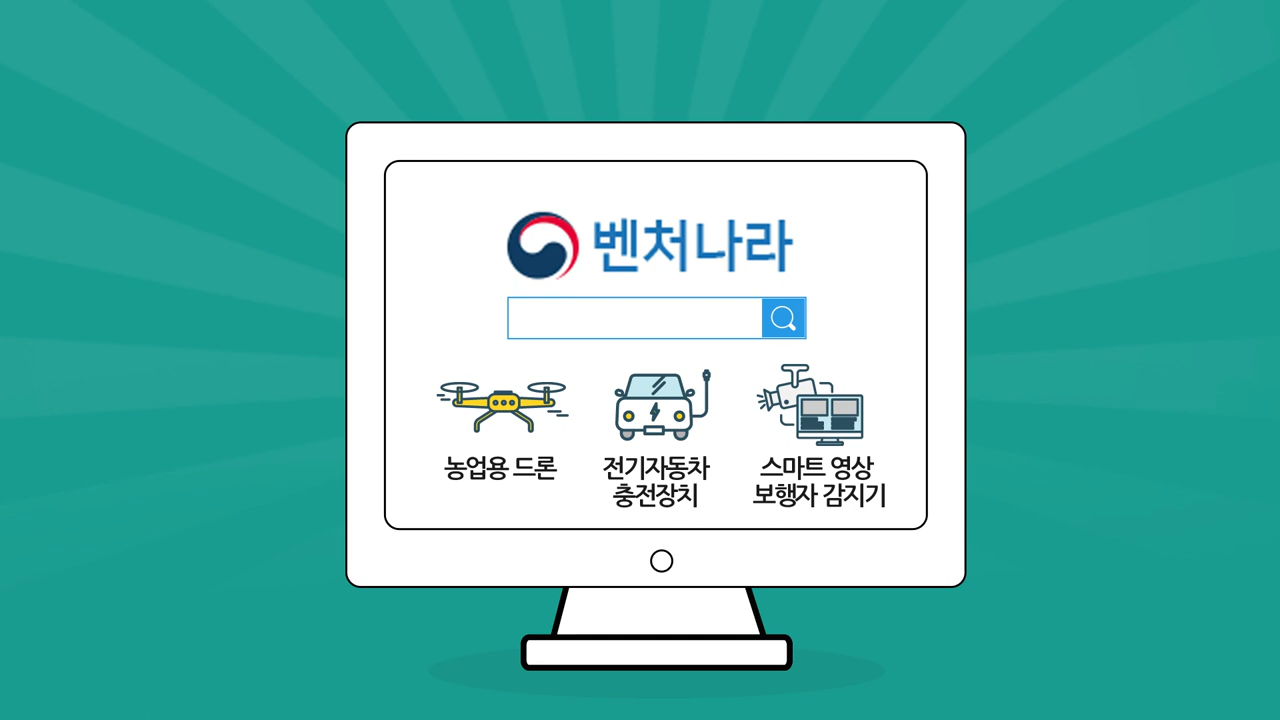 벤처나라
농업용 드론
전기자동차
충전장치
스마트 영상
보행자 감지기